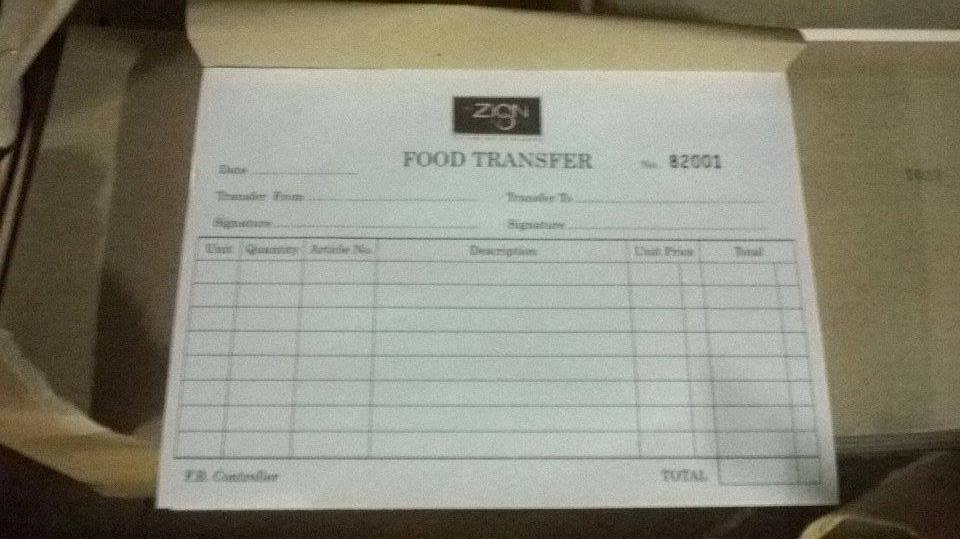 ZIGN
FOOD TRANSFER
No. 82001
Date
Transfer From
Transfer To
Signature
Signature
Unit Quantity Article No. Description Unit Price Total
F.B. Controller
TOTAL